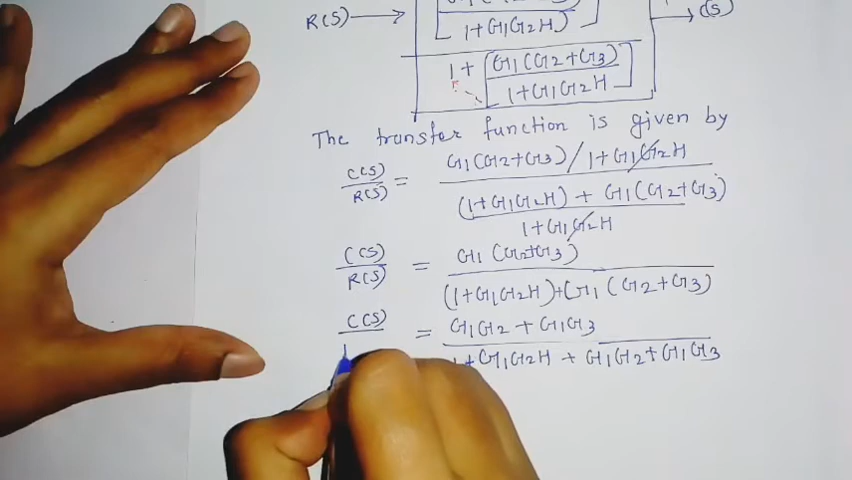 R(S) → C(S)
1+G1G2H
1 + G1(G2+G3)
1+G1G2H
The transfer function is given by
C(S) / R(S) = G1(G2+G3) / 1+G1G2H
(1+G1G2H) + G1(G2+G3)
1+G1G2H
C(S) / R(S) = G1(G2+G3)
(1+G1G2H)+G1(G2+G3)
C(S) = G1G2 + G1G3
1+G1G2H + G1G2+G1G3